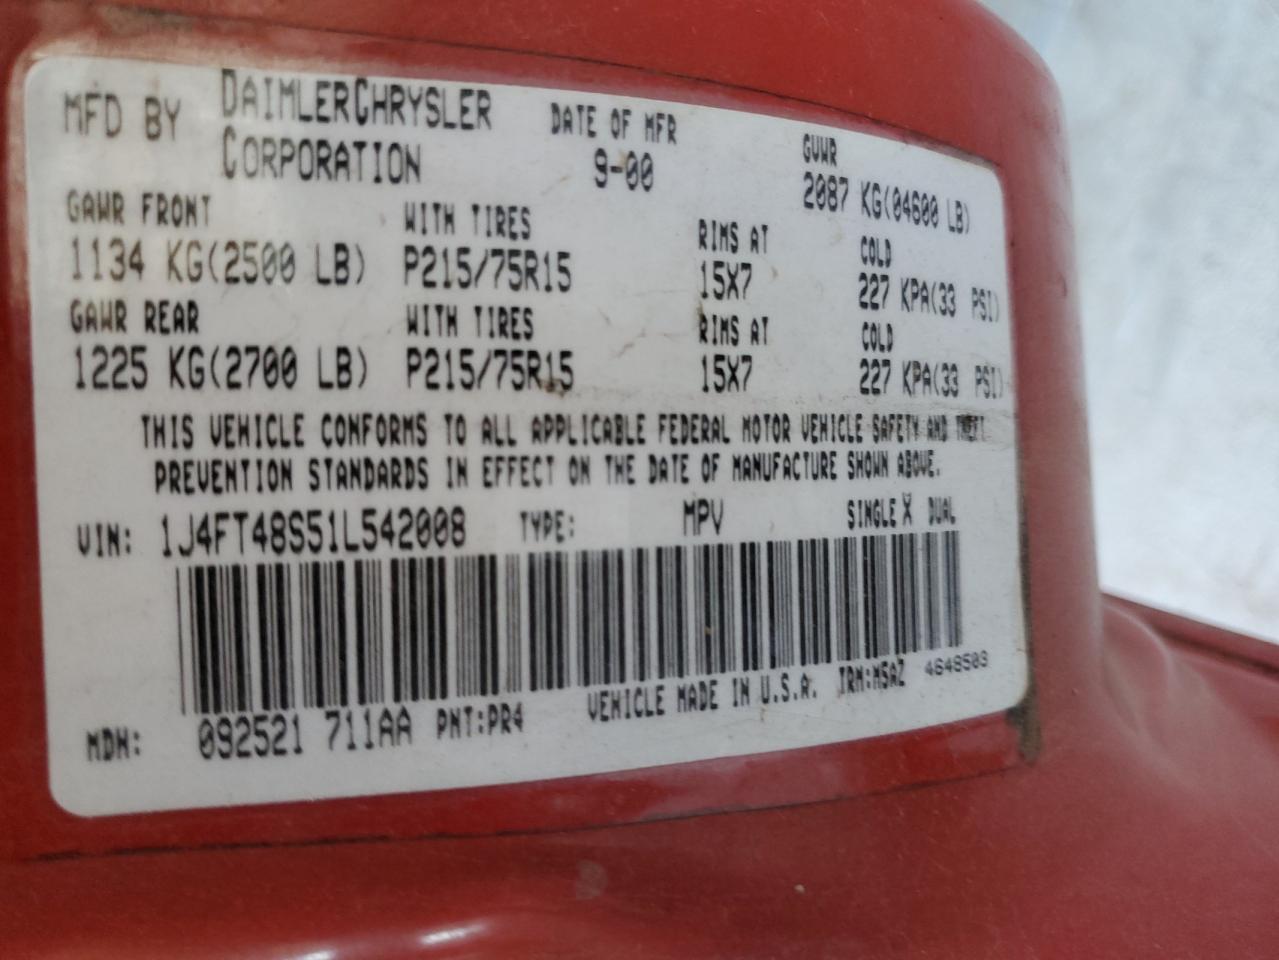 MFD BY DAIMLERCHRYSLER CORPORATION DATE OF MFR 9-00 GVWR 2087 KG(04600 LB)
GAWR FRONT WITH TIRES RIMS AT COLD
1134 KG(2500 LB) P215/75R15 15X7 227 KPA(33 PSI)
GAWR REAR WITH TIRES RIMS AT COLD
1225 KG(2700 LB) P215/75R15 15X7 227 KPA(33 PSI)
THIS VEHICLE CONFORMS TO ALL APPLICABLE FEDERAL MOTOR VEHICLE SAFETY AND THEFT
PREVENTION STANDARDS IN EFFECT ON THE DATE OF MANUFACTURE SHOWN ABOVE.
VIN: 1J4FT48S51L542008 TYPE: MPV SINGLE X DUAL
MDH: 092521 711AA PNT:PR4 VEHICLE MADE IN U.S.A. TRM:M5AZ 4648503